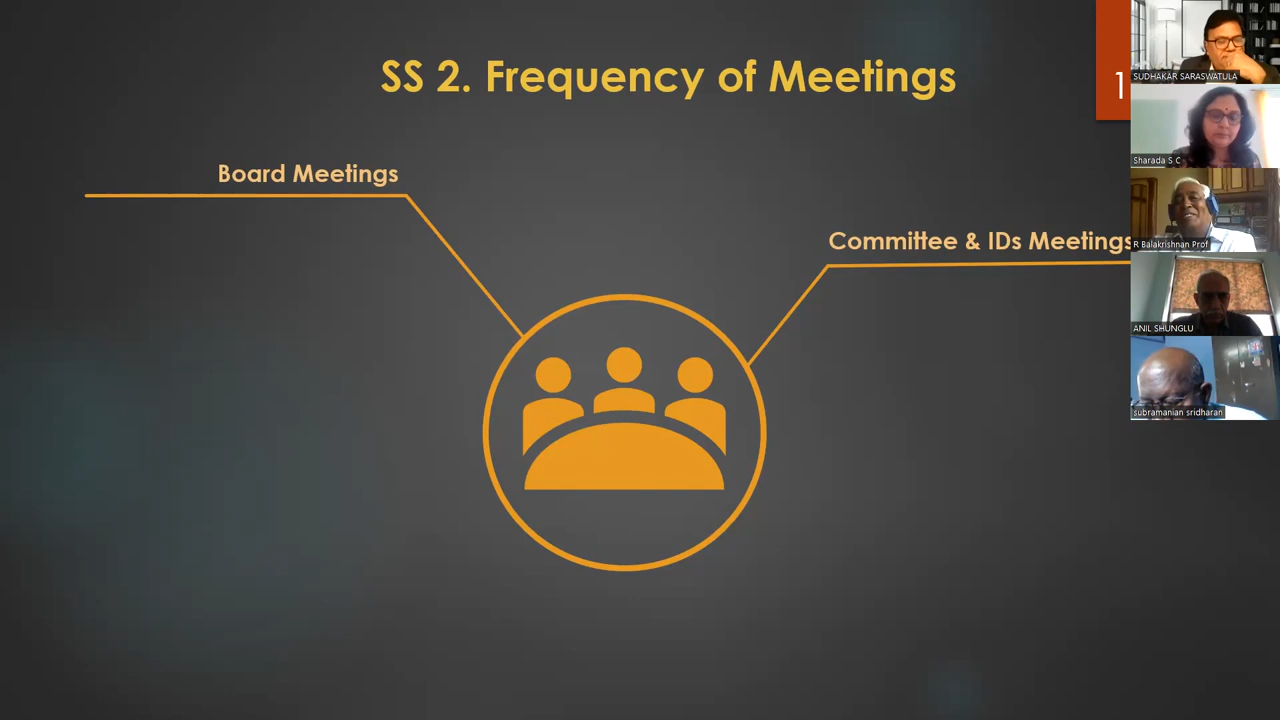 SS 2. Frequency of Meetings
1
Board Meetings
Committee & IDs Meetings
SUDHAKAR SARASWATULA
Sharada S C
R Balakrishnan Prof
ANIL SHUNGLU
subramanian sridharan